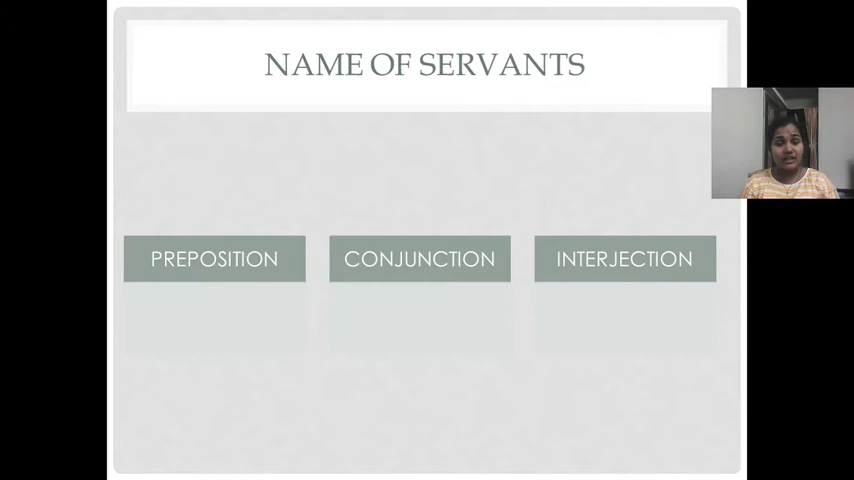 NAME OF SERVANTS
PREPOSITION
CONJUNCTION
INTERJECTION